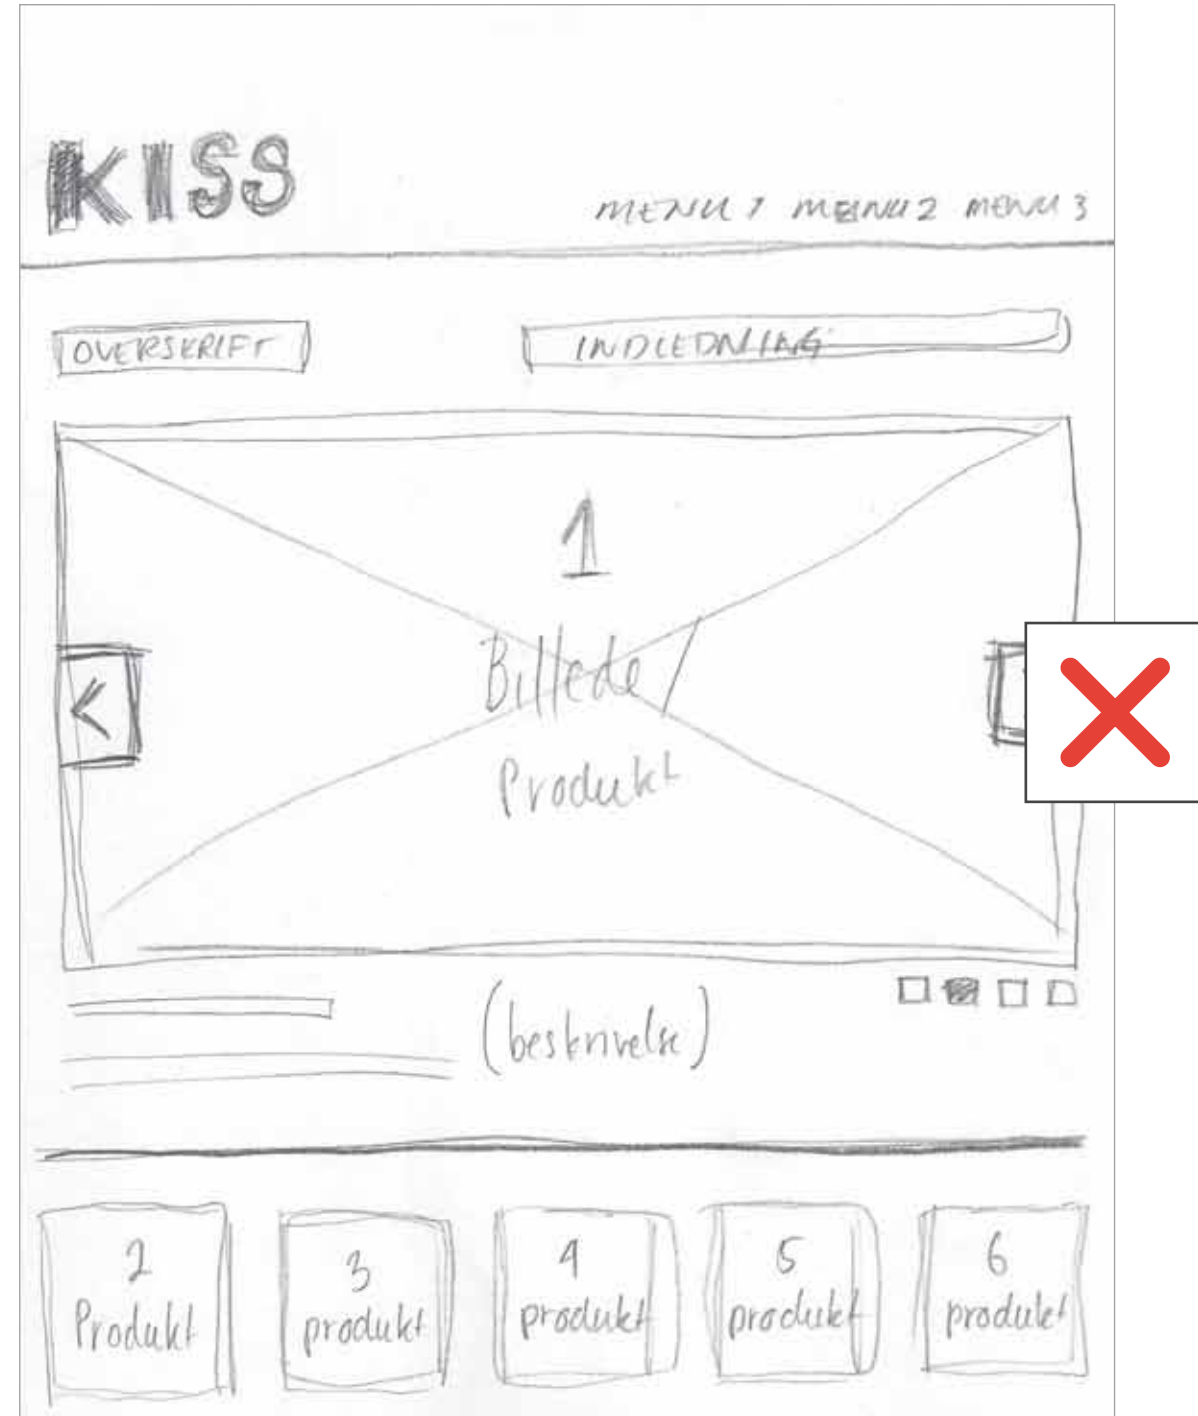 KISS
MENU 1 MENU 2 MENU 3
OVERSKRIFT
INDLEDNING
1
Billede /
Produkt
<
(beskrivelse)
2
Produkt
3
produkt
4
produkt
5
produkt
6
produkt